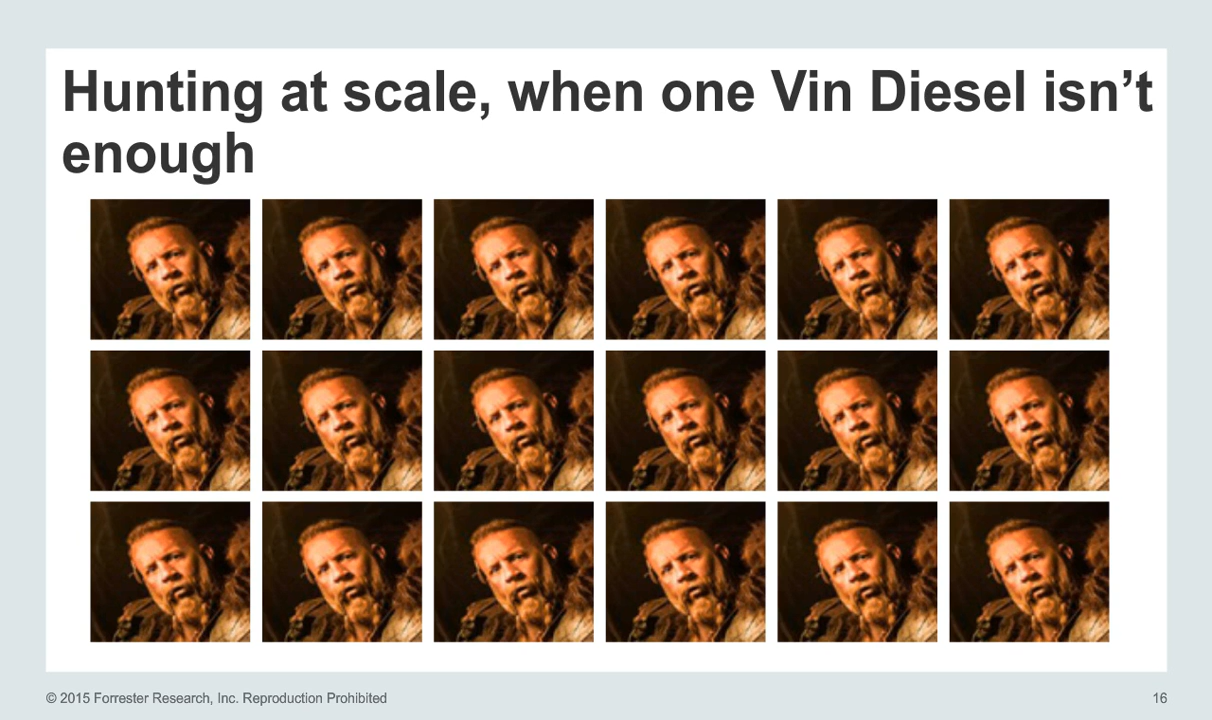 Hunting at scale, when one Vin Diesel isn’t
enough
© 2015 Forrester Research, Inc. Reproduction Prohibited
16